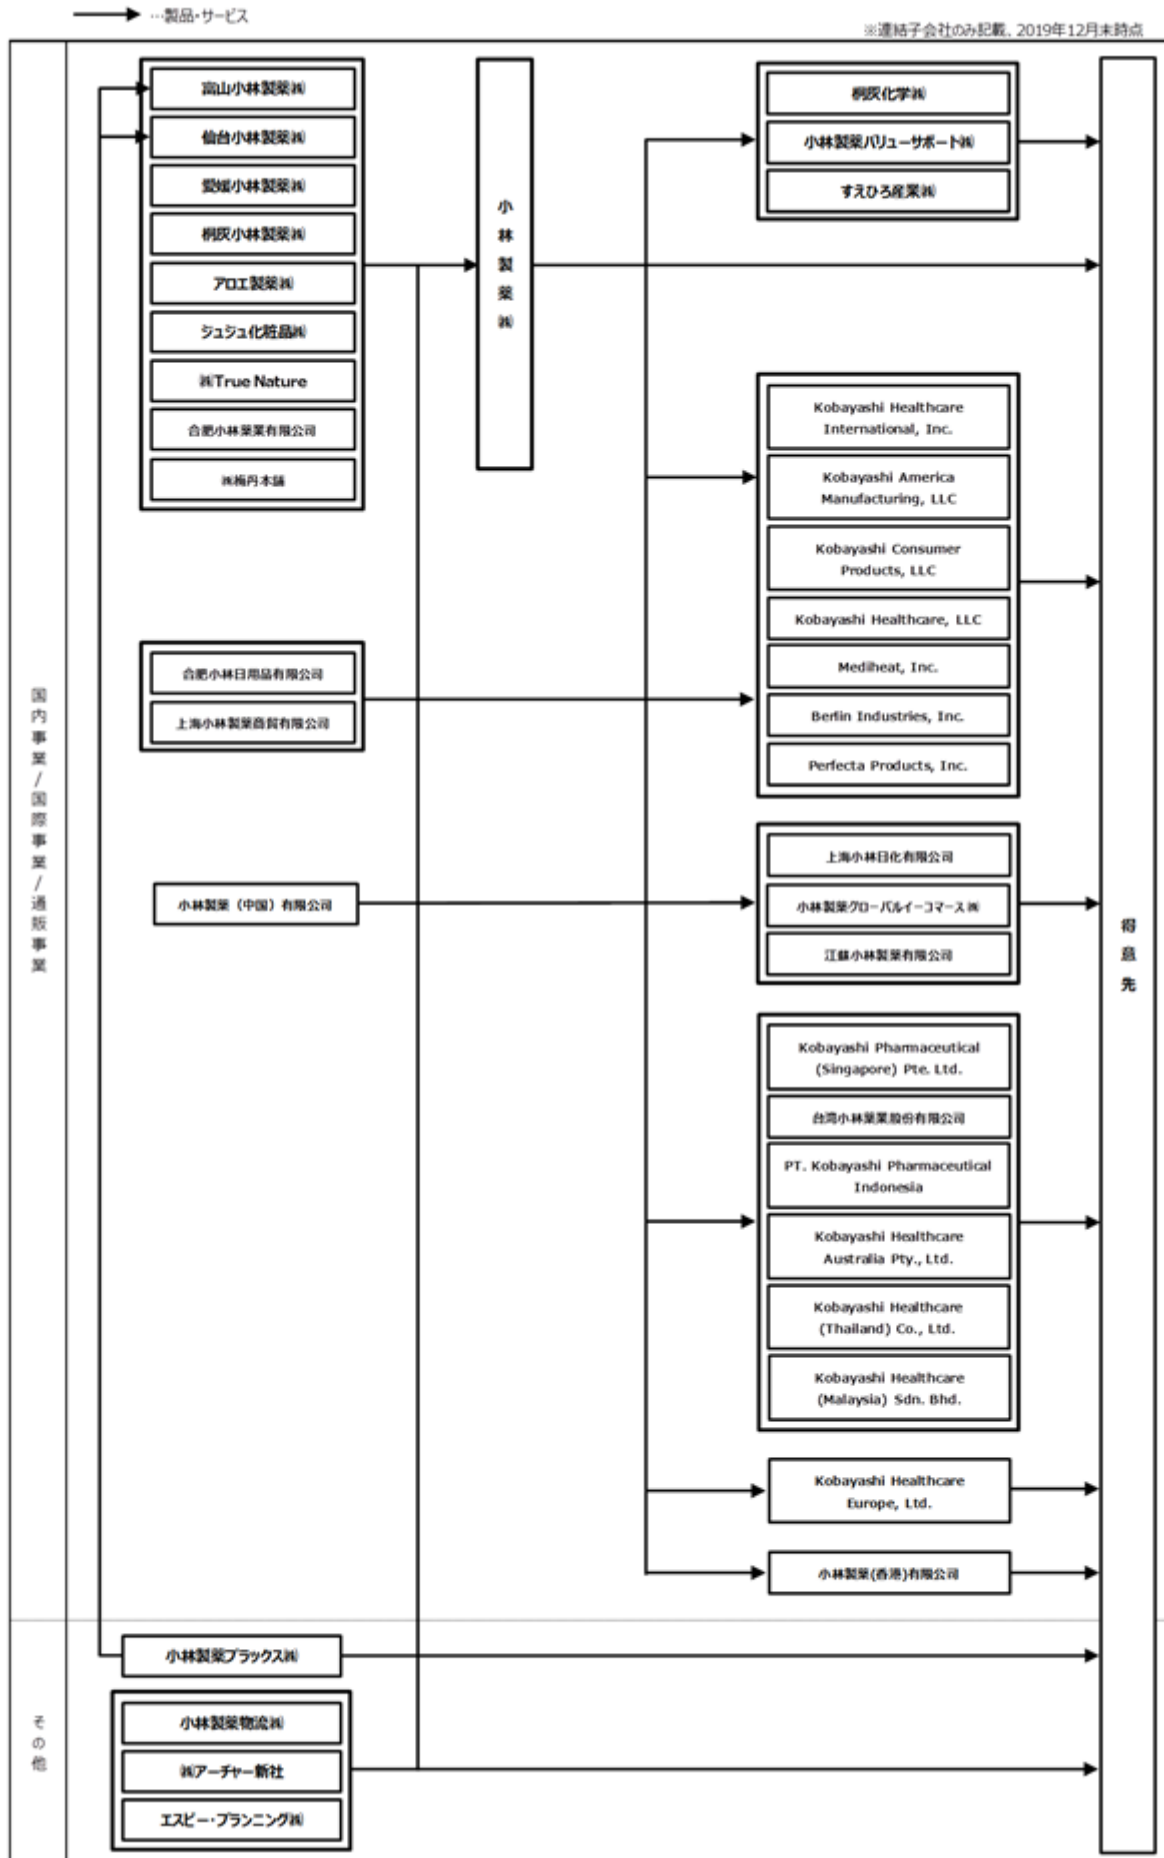 …製品・サービス
※連結子会社のみ記載、2019年12月末時点
国内事業/国際事業/通販事業
富山小林製薬㈱
仙台小林製薬㈱
愛媛小林製薬㈱
桐灰小林製薬㈱
アロエ製薬㈱
ジュジュ化粧品㈱
㈱True Nature
合肥小林薬業有限公司
㈱梅丹本舗
合肥小林日用品有限公司
上海小林製薬商貿有限公司
小林製薬（中国）有限公司
小林製薬㈱
桐灰化学㈱
小林製薬バリューサポート㈱
すえひろ産業㈱
Kobayashi Healthcare
International, Inc.
Kobayashi America
Manufacturing, LLC
Kobayashi Consumer
Products, LLC
Kobayashi Healthcare, LLC
Mediheat, Inc.
Berlin Industries, Inc.
Perfecta Products, Inc.
上海小林日化有限公司
小林製薬グローバルイーコマース㈱
江蘇小林製薬有限公司
Kobayashi Pharmaceutical
(Singapore) Pte. Ltd.
台湾小林薬業股份有限公司
PT. Kobayashi Pharmaceutical
Indonesia
Kobayashi Healthcare
Australia Pty., Ltd.
Kobayashi Healthcare
(Thailand) Co., Ltd.
Kobayashi Healthcare
(Malaysia) Sdn. Bhd.
Kobayashi Healthcare
Europe, Ltd.
小林製薬(香港)有限公司
得意先
その他
小林製薬プラックス㈱
小林製薬物流㈱
㈱アーチャー新社
エスピー・プランニング㈱